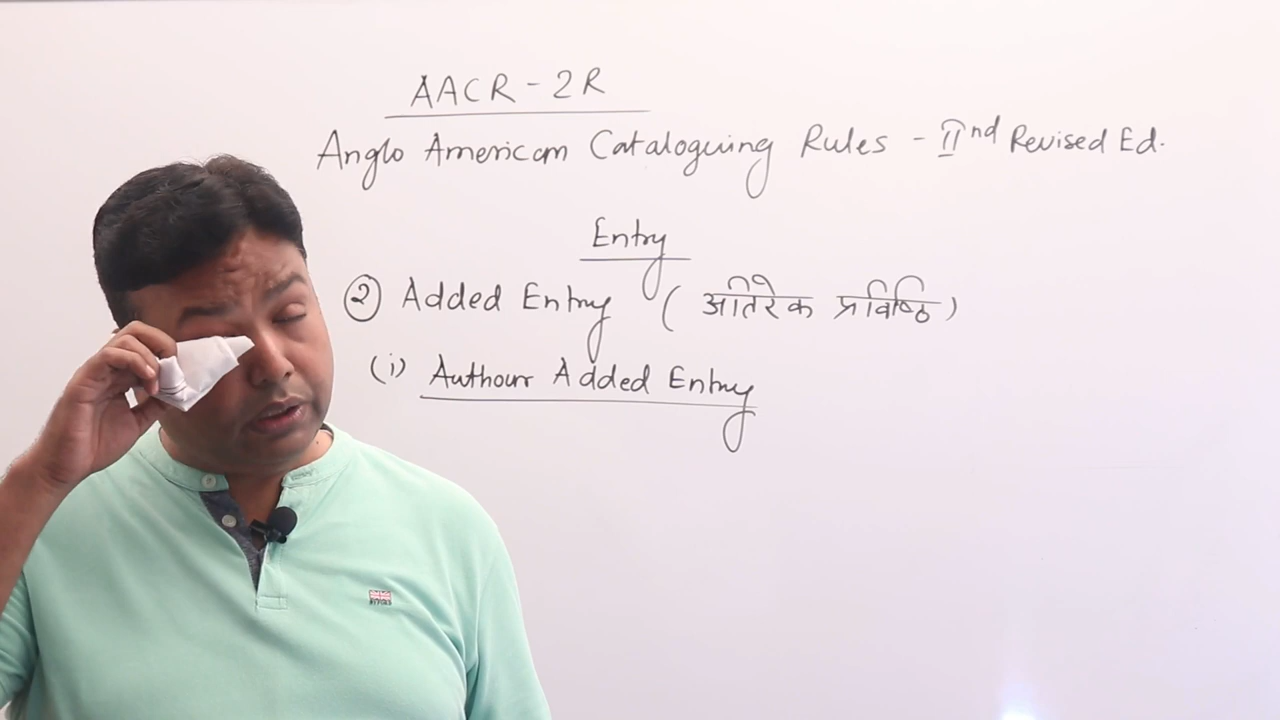 AACR - 2R
Anglo American Cataloguing Rules - IInd Revised Ed.
Entry
② Added Entry ( अतिरेक प्रविष्ठि )
(i) Authour Added Entry